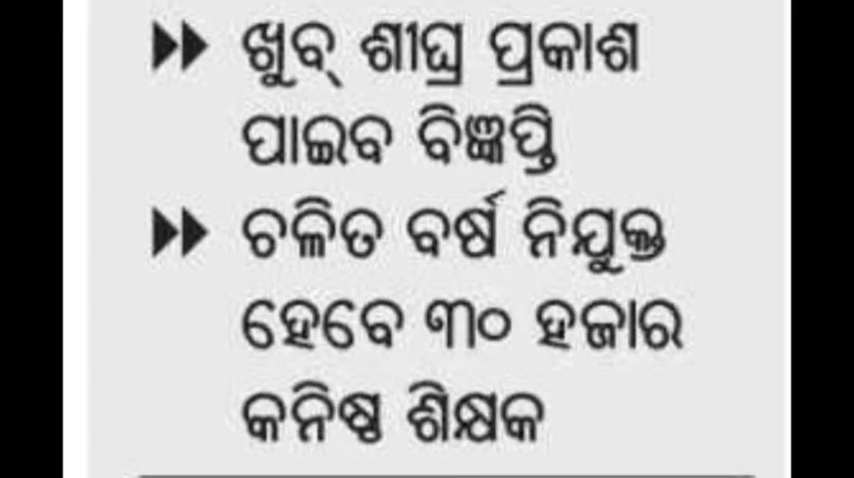 ଖୁବ୍ ଶୀଘ୍ର ପ୍ରକାଶ
ପାଇବ ବିଜ୍ଞପ୍ତି
ଚଳିତ ବର୍ଷ ନିଯୁକ୍ତ
ହେବେ ୩୦ ହଜାର
କନିଷ୍ଠ ଶିକ୍ଷକ